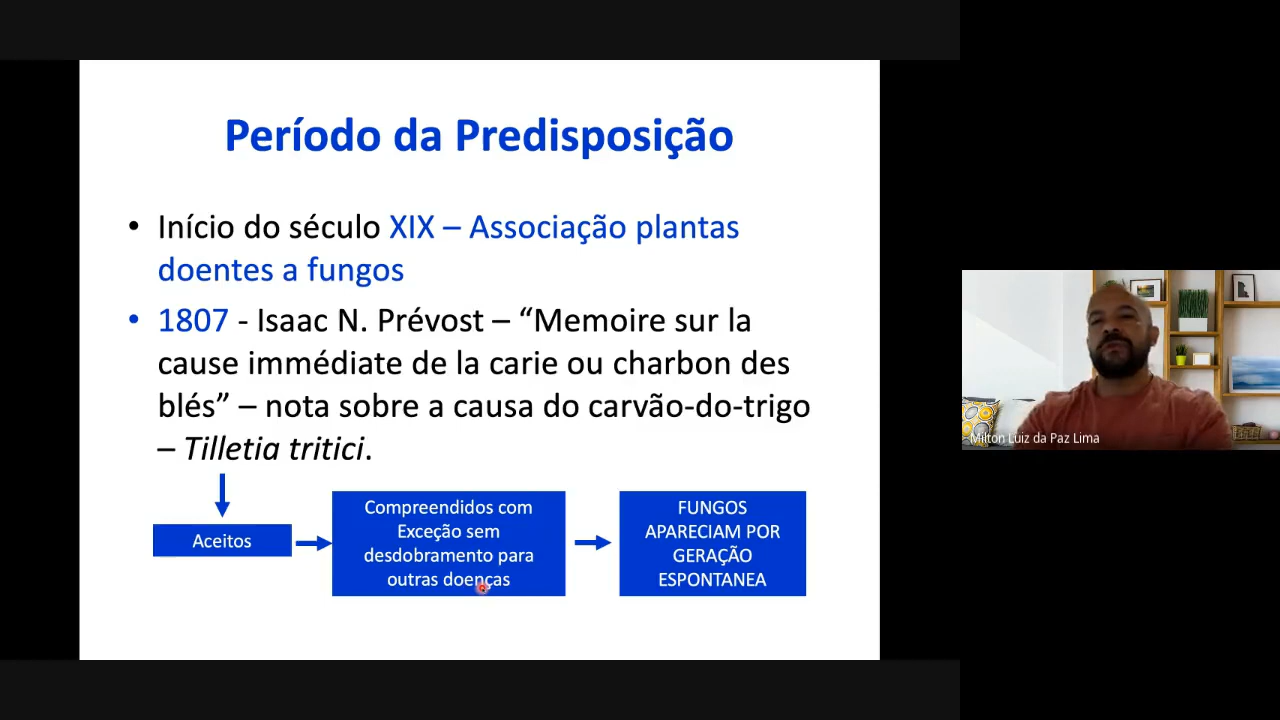 Período da Predisposição
• Início do século XIX – Associação plantas
doentes a fungos
• 1807 - Isaac N. Prévost – “Memoire sur la
cause immédiate de la carie ou charbon des
blés” – nota sobre a causa do carvão-do-trigo
– Tilletia tritici.
Aceitos
Compreendidos com
Exceção sem
desdobramento para
outras doenças
FUNGOS
APARECIAM POR
GERAÇÃO
ESPONTANEA
Milton Luiz da Paz Lima